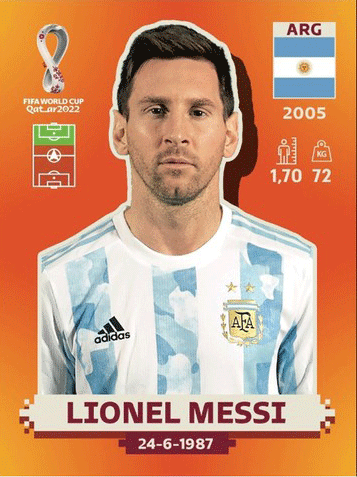 ARG
FIFA WORLD CUP
Qatar2022
2005
KG
1,70 72
adidas
AFA
LIONEL MESSI
24-6-1987